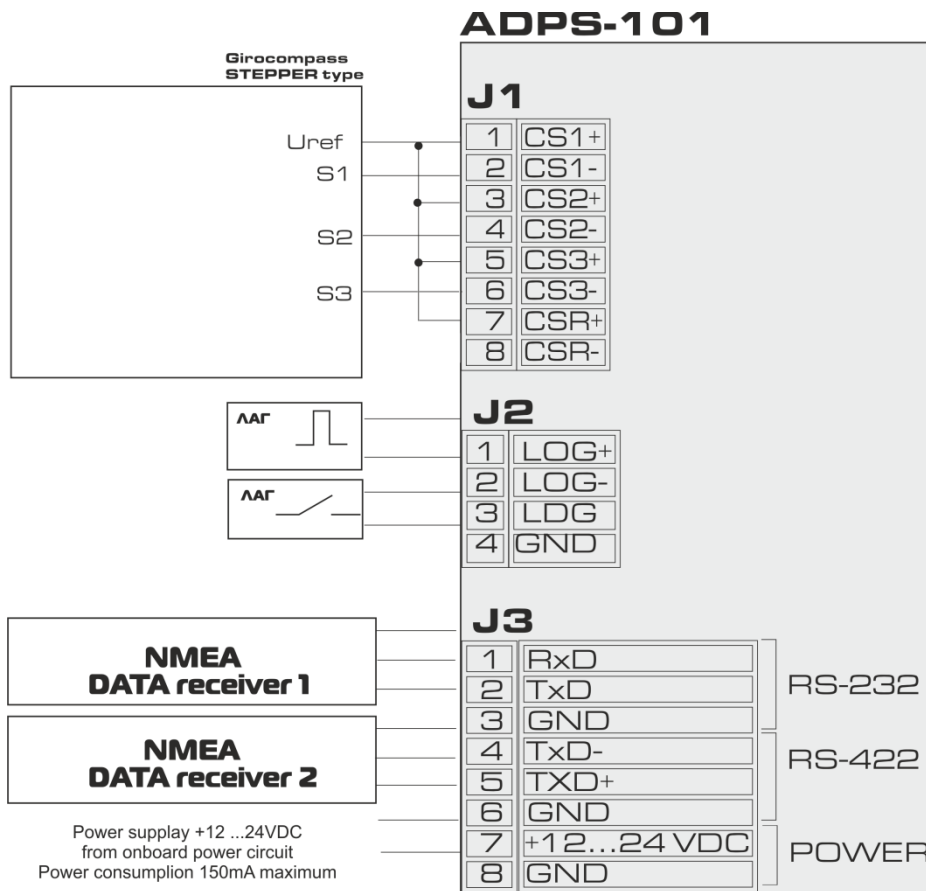 ADPS-101
Girocompass
STEPPER type
J1
Uref
S1
S2
S3
1 CS1+
2 CS1-
3 CS2+
4 CS2-
5 CS3+
6 CS3-
7 CSR+
8 CSR-
ЛАГ
ЛАГ
J2
1 LOG+
2 LOG-
3 LDG
4 GND
J3
NMEA
DATA receiver 1
NMEA
DATA receiver 2
1 RxD
2 TxD
3 GND
RS-232
4 TxD-
5 TXD+
6 GND
RS-422
7 +12...24 VDC
8 GND
POWER
Power supplay +12 ...24VDC
from onboard power circuit
Power consumplion 150mA maximum